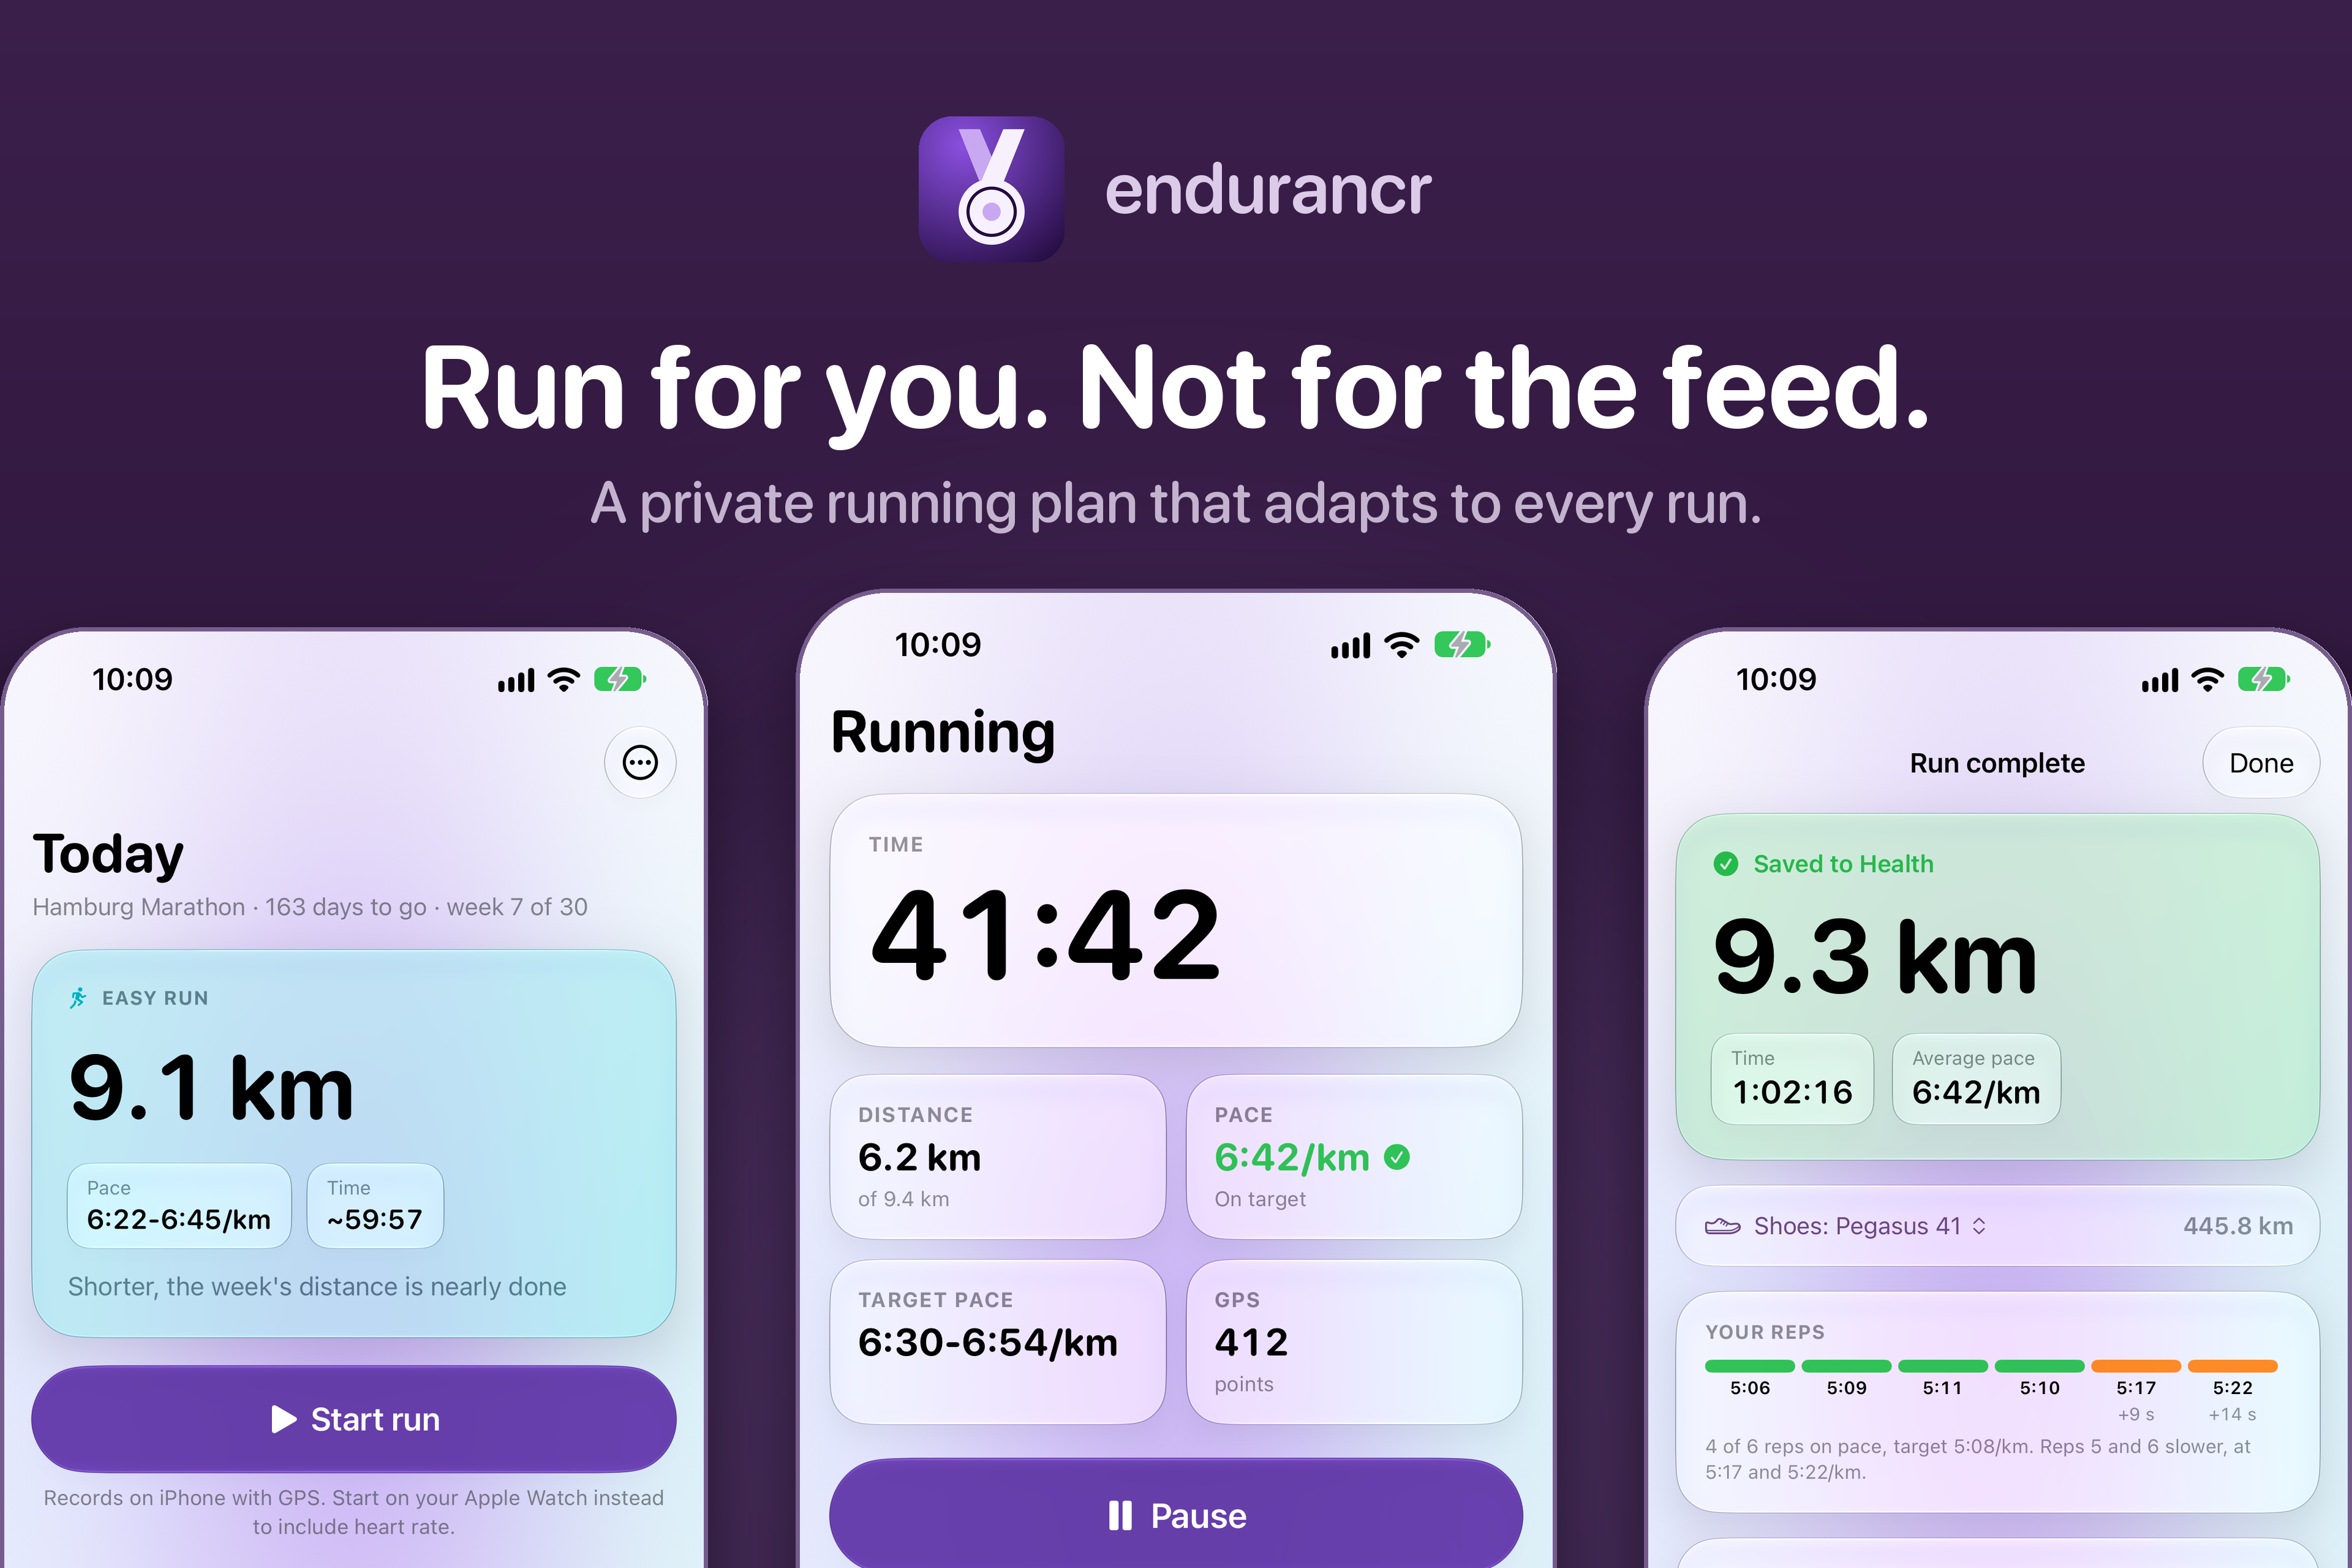 endurancr
Run for you. Not for the feed.
A private running plan that adapts to every run.
10:09
Today
Hamburg Marathon · 163 days to go · week 7 of 30
EASY RUN
9.1 km
Pace
6:22-6:45/km
Time
~59:57
Shorter, the week's distance is nearly done
Start run
Records on iPhone with GPS. Start on your Apple Watch instead
to include heart rate.
10:09
Running
TIME
41:42
DISTANCE
6.2 km
of 9.4 km
PACE
6:42/km
On target
TARGET PACE
6:30-6:54/km
GPS
412
points
Pause
10:09
Run complete
Done
Saved to Health
9.3 km
Time
1:02:16
Average pace
6:42/km
Shoes: Pegasus 41
445.8 km
YOUR REPS
5:06 5:09 5:11 5:10 5:17 5:22
+9 s +14 s
4 of 6 reps on pace, target 5:08/km. Reps 5 and 6 slower, at
5:17 and 5:22/km.